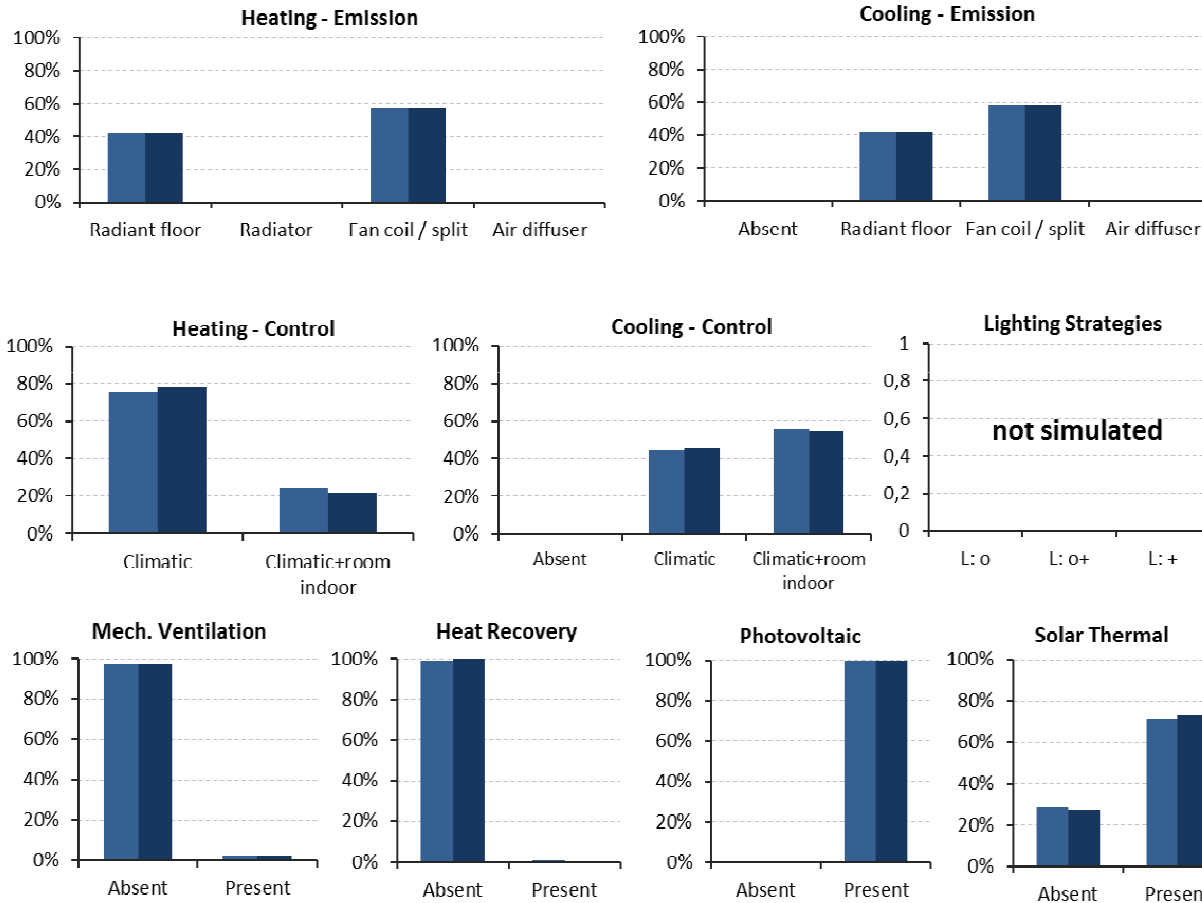 Heating - Emission
100%
80%
60%
40%
20%
0%
Radiant floor Radiator Fan coil / split Air diffuser
Cooling - Emission
100%
80%
60%
40%
20%
0%
Absent Radiant floor Fan coil / split Air diffuser
Heating - Control
100%
80%
60%
40%
20%
0%
Climatic Climatic+room
indoor
Cooling - Control
100%
80%
60%
40%
20%
0%
Absent Climatic Climatic+room
indoor
Lighting Strategies
1
0,8
0,6
not simulated
0,4
0,2
0
L: o L: o+ L: +
Mech. Ventilation
100%
80%
60%
40%
20%
0%
Absent Present
Heat Recovery
100%
80%
60%
40%
20%
0%
Absent Present
Photovoltaic
100%
80%
60%
40%
20%
0%
Absent Present
Solar Thermal
100%
80%
60%
40%
20%
0%
Absent Presen